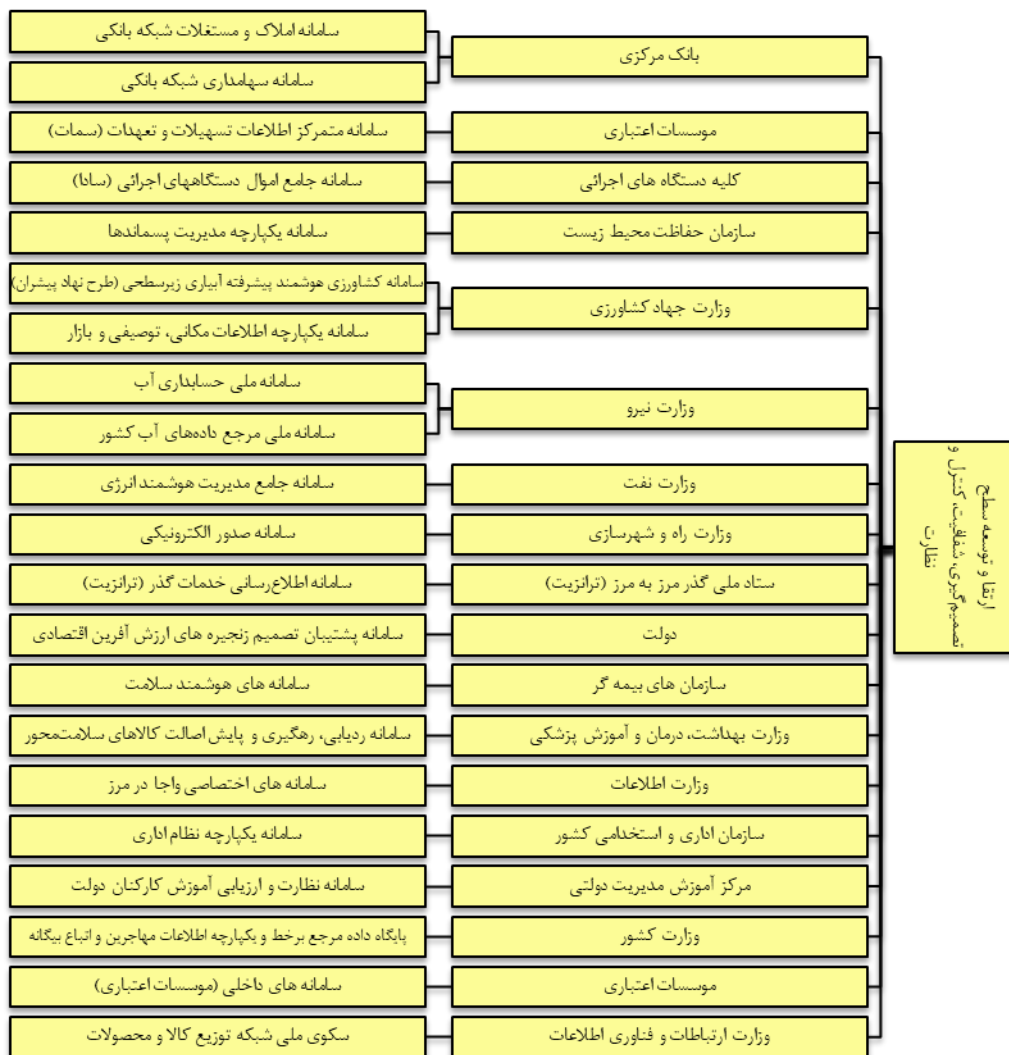 ارتقا و توسعه سطح
تصمیم‌گیری، شفافیت، کنترل و
نظارت
بانک مرکزی
سامانه املاک و مستغلات شبکه بانکی
سامانه سهامداری شبکه بانکی
موسسات اعتباری
سامانه متمرکز اطلاعات تسهیلات و تعهدات (سمات)
کلیه دستگاه های اجرائی
سامانه جامع اموال دستگاههای اجرائی (سادا)
سازمان حفاظت محیط زیست
سامانه یکپارچه مدیریت پسماندها
وزارت جهاد کشاورزی
سامانه کشاورزی هوشمند پیشرفته آبیاری زیرسطحی (طرح نهاد پیشران)
سامانه یکپارچه اطلاعات مکانی، توصیفی و بازار
وزارت نیرو
سامانه ملی حسابداری آب
سامانه ملی مرجع داده‌های آب کشور
وزارت نفت
سامانه جامع مدیریت هوشمند انرژی
وزارت راه و شهرسازی
سامانه صدور الکترونیکی
ستاد ملی گذر مرز به مرز (ترانزیت)
سامانه اطلاع‌رسانی خدمات گذر (ترانزیت)
دولت
سامانه پشتیبان تصمیم زنجیره های ارزش آفرین اقتصادی
سازمان های بیمه گر
سامانه های هوشمند سلامت
وزارت بهداشت، درمان و آموزش پزشکی
سامانه ردیابی، رهگیری و پایش اصالت کالاهای سلامت‌محور
وزارت اطلاعات
سامانه های اختصاصی واجا در مرز
سازمان اداری و استخدامی کشور
سامانه یکپارچه نظام اداری
مرکز آموزش مدیریت دولتی
سامانه نظارت و ارزیابی آموزش کارکنان دولت
وزارت کشور
پایگاه داده مرجع برخط و یکپارچه اطلاعات مهاجرین و اتباع بیگانه
موسسات اعتباری
سامانه های داخلی (موسسات اعتباری)
وزارت ارتباطات و فناوری اطلاعات
سکوی ملی شبکه توزیع کالا و محصولات